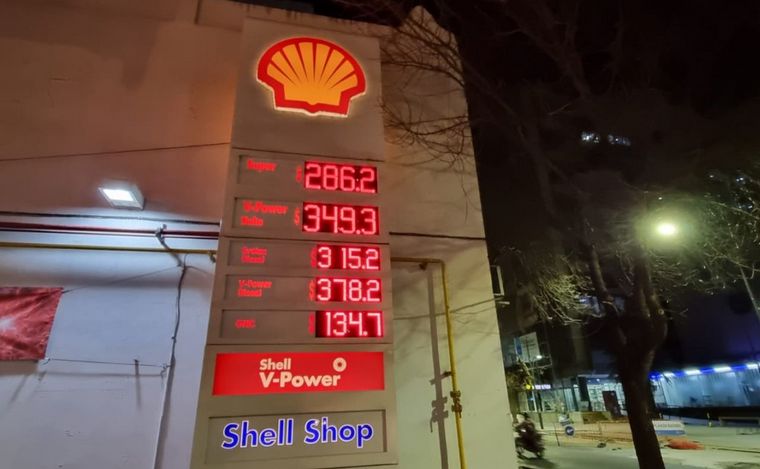 Super $ 286.2
V-Power Nafta $ 349.3
Diesel $ 315.2
V-Power Diesel $ 378.2
GNC $ 134.7
Shell
V-Power
Shell Shop